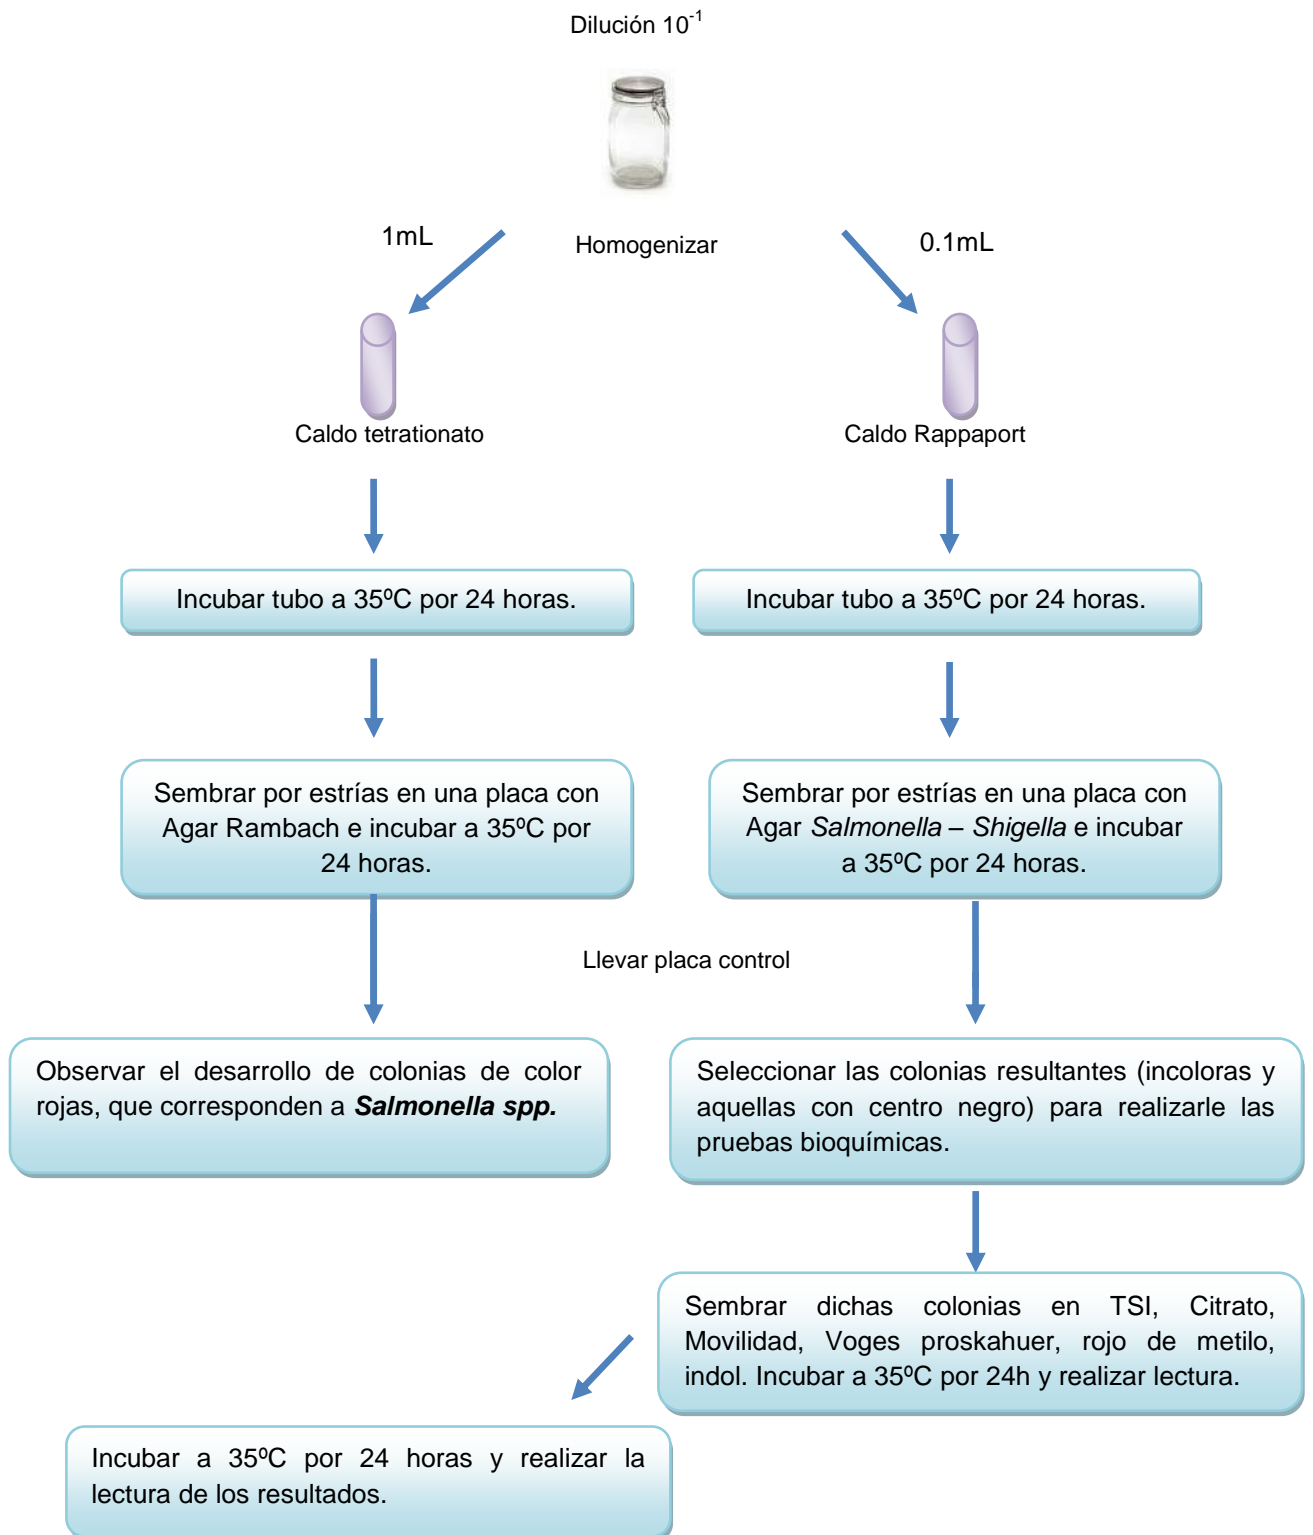 Dilución 10-1
1mL
Homogenizar
0.1mL
Caldo tetrationato
Caldo Rappaport
Incubar tubo a 35ºC por 24 horas.
Incubar tubo a 35ºC por 24 horas.
Sembrar por estrías en una placa con
Agar Rambach e incubar a 35ºC por
24 horas.
Sembrar por estrías en una placa con
Agar Salmonella – Shigella e incubar
a 35ºC por 24 horas.
Llevar placa control
Observar el desarrollo de colonias de color
rojas, que corresponden a Salmonella spp.
Seleccionar las colonias resultantes (incoloras y
aquellas con centro negro) para realizarle las
pruebas bioquímicas.
Sembrar dichas colonias en TSI, Citrato,
Movilidad, Voges proskahuer, rojo de metilo,
indol. Incubar a 35ºC por 24h y realizar lectura.
Incubar a 35ºC por 24 horas y realizar la
lectura de los resultados.